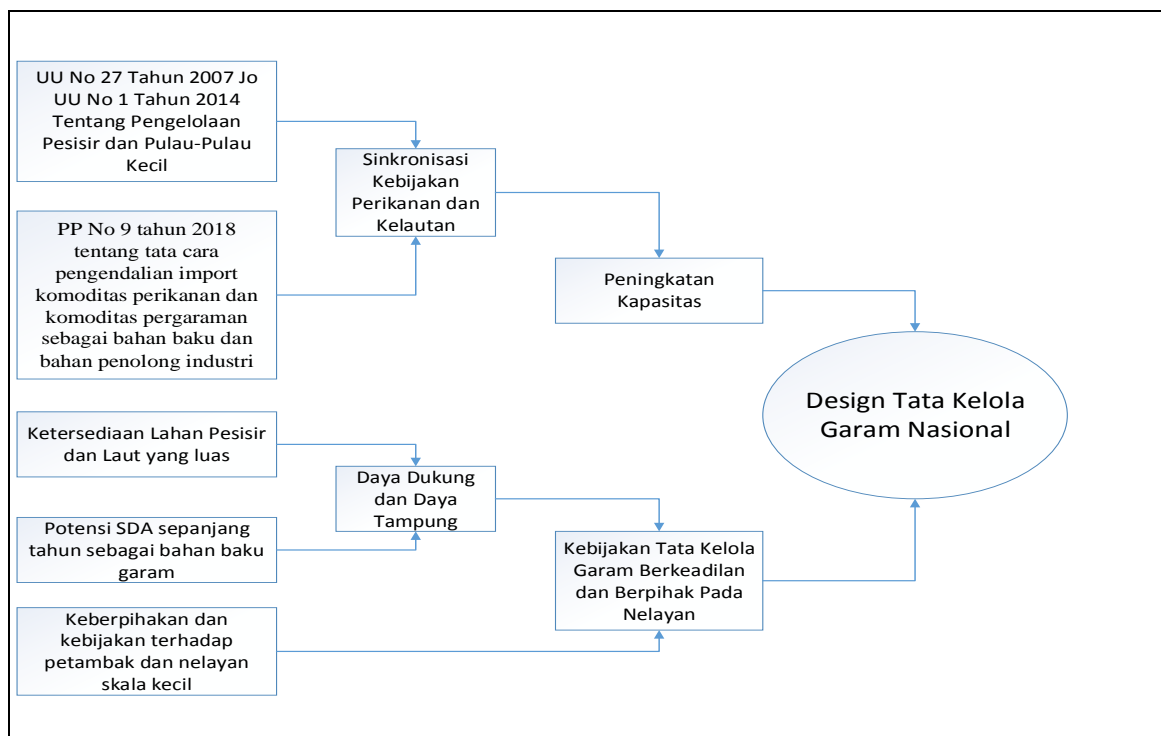 UU No 27 Tahun 2007 Jo
UU No 1 Tahun 2014
Tentang Pengelolaan
Pesisir dan Pulau-Pulau
Kecil
PP No 9 tahun 2018
tentang tata cara
pengendalian import
komoditas perikanan dan
komoditas pergaraman
sebagai bahan baku dan
bahan penolong industri
Ketersediaan Lahan Pesisir
dan Laut yang luas
Potensi SDA sepanjang
tahun sebagai bahan baku
garam
Keberpihakan dan
kebijakan terhadap
petambak dan nelayan
skala kecil
Sinkronisasi
Kebijakan
Perikanan dan
Kelautan
Daya Dukung
dan Daya
Tampung
Peningkatan
Kapasitas
Kebijakan Tata Kelola
Garam Berkeadilan
dan Berpihak Pada
Nelayan
Design Tata Kelola
Garam Nasional